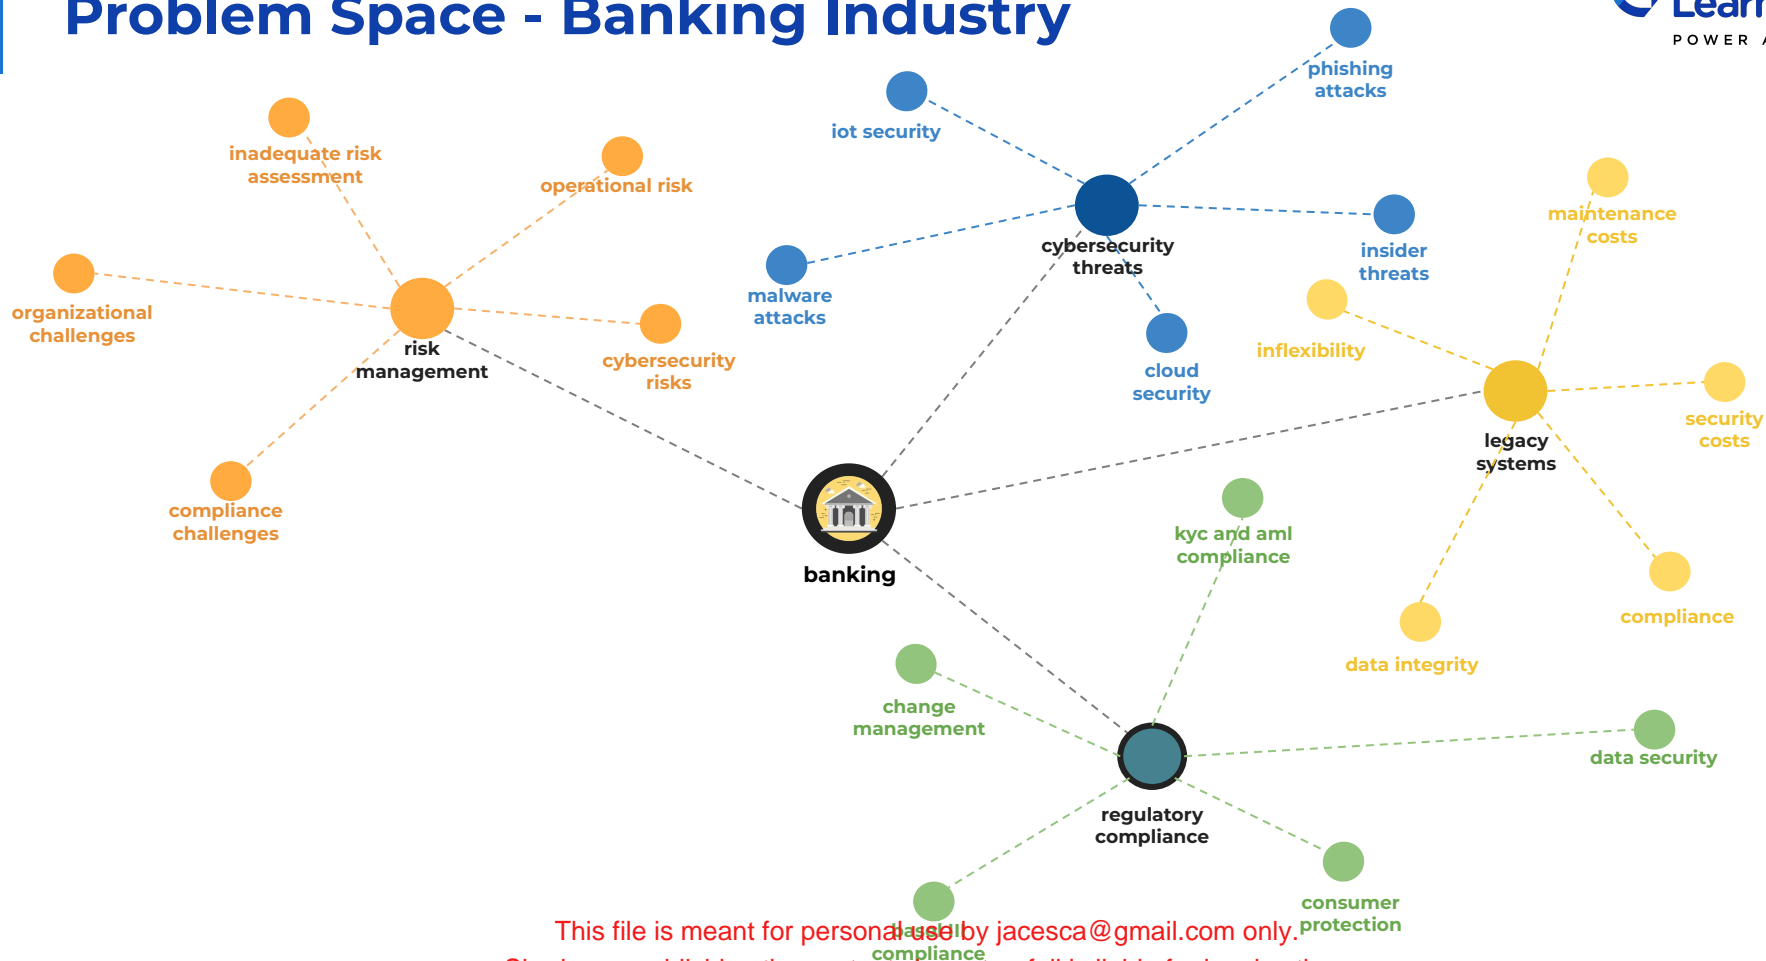 Problem Space - Banking Industry
POWER
phishing
attacks
iot security
inadequate risk
assessment
operational risk
maintenance
costs
cybersecurity
threats
insider
threats
organizational
challenges
malware
attacks
risk
management
cybersecurity
risks
inflexibility
cloud
security
security
costs
legacy
systems
compliance
challenges
kyc and aml
compliance
banking
compliance
data integrity
change
management
data security
regulatory
compliance
consumer
protection
compliance
This file is meant for personal use by jacesca@gmail.com only.